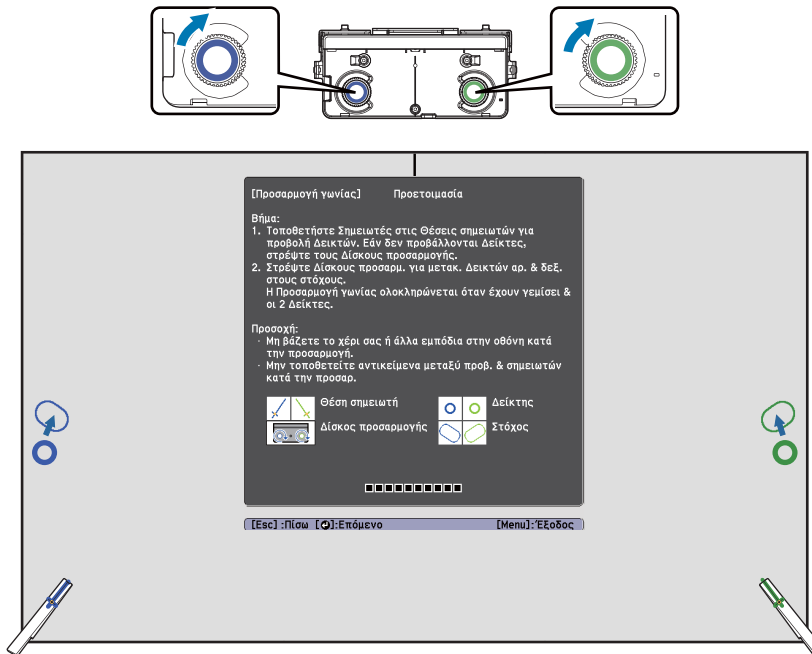 [Προσαρμογή γωνίας] Προετοιμασία
Βήμα:
1. Τοποθετήστε Σημειωτές στις Θέσεις σημειωτών για
προβολή Δεικτών. Εάν δεν προβάλλονται Δείκτες,
στρέψτε τους Δίσκους προσαρμογής.
2. Στρέψτε Δίσκους προσαρμ. για μετακ. Δεικτών αρ. & δεξ.
στους στόχους.
Η Προσαρμογή γωνίας ολοκληρώνεται όταν έχουν γεμίσει &
οι 2 Δείκτες.
Προσοχή:
· Μη βάζετε το χέρι σας ή άλλα εμπόδια στην οθόνη κατά
την προσαρμογή.
· Μην τοποθετείτε αντικείμενα μεταξύ προβ. & σημειωτών
κατά την προσαρ.
Θέση σημειωτή Δείκτης
Δίσκος προσαρμογής Στόχος
[Esc] :Πίσω [⏎]:Επόμενο [Menu]:Έξοδος